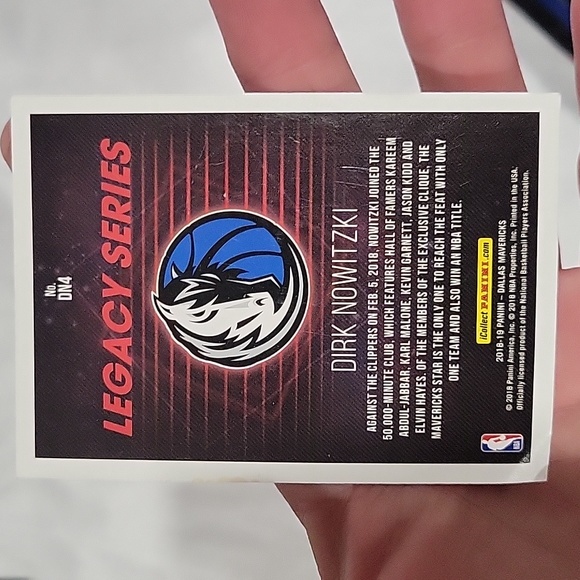 No.
DN4
LEGACY SERIES
DIRK NOWITZKI
AGAINST THE CLIPPERS ON FEB. 5, 2018, NOWITZKI JOINED THE
50,000-MINUTE CLUB, WHICH FEATURES HALL OF FAMERS KAREEM
ABDUL-JABBAR, KARL MALONE, KEVIN GARNETT, JASON KIDD AND
ELVIN HAYES. OF THE MEMBERS OF THE EXCLUSIVE CLIQUE, THE
MAVERICKS STAR IS THE ONLY ONE TO REACH THE FEAT WITH ONLY
ONE TEAM AND ALSO WIN AN NBA TITLE.
iCollect PANINI.com
2018-19 PANINI – DALLAS MAVERICKS
© 2018 Panini America, Inc. © 2018 NBA Properties, Inc. Printed in the USA.
Officially licensed product of the National Basketball Players Association.
NBA